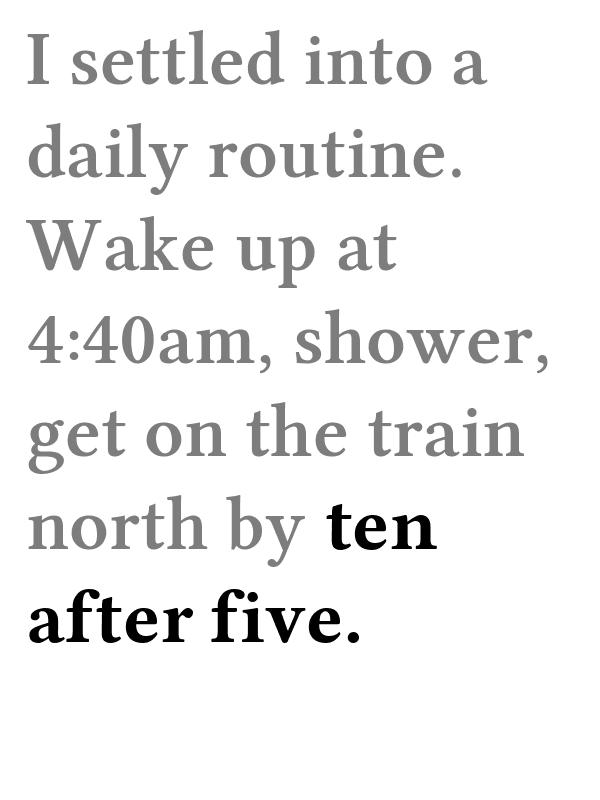 I settled into a
daily routine.
Wake up at
4:40am, shower,
get on the train
north by ten
after five.